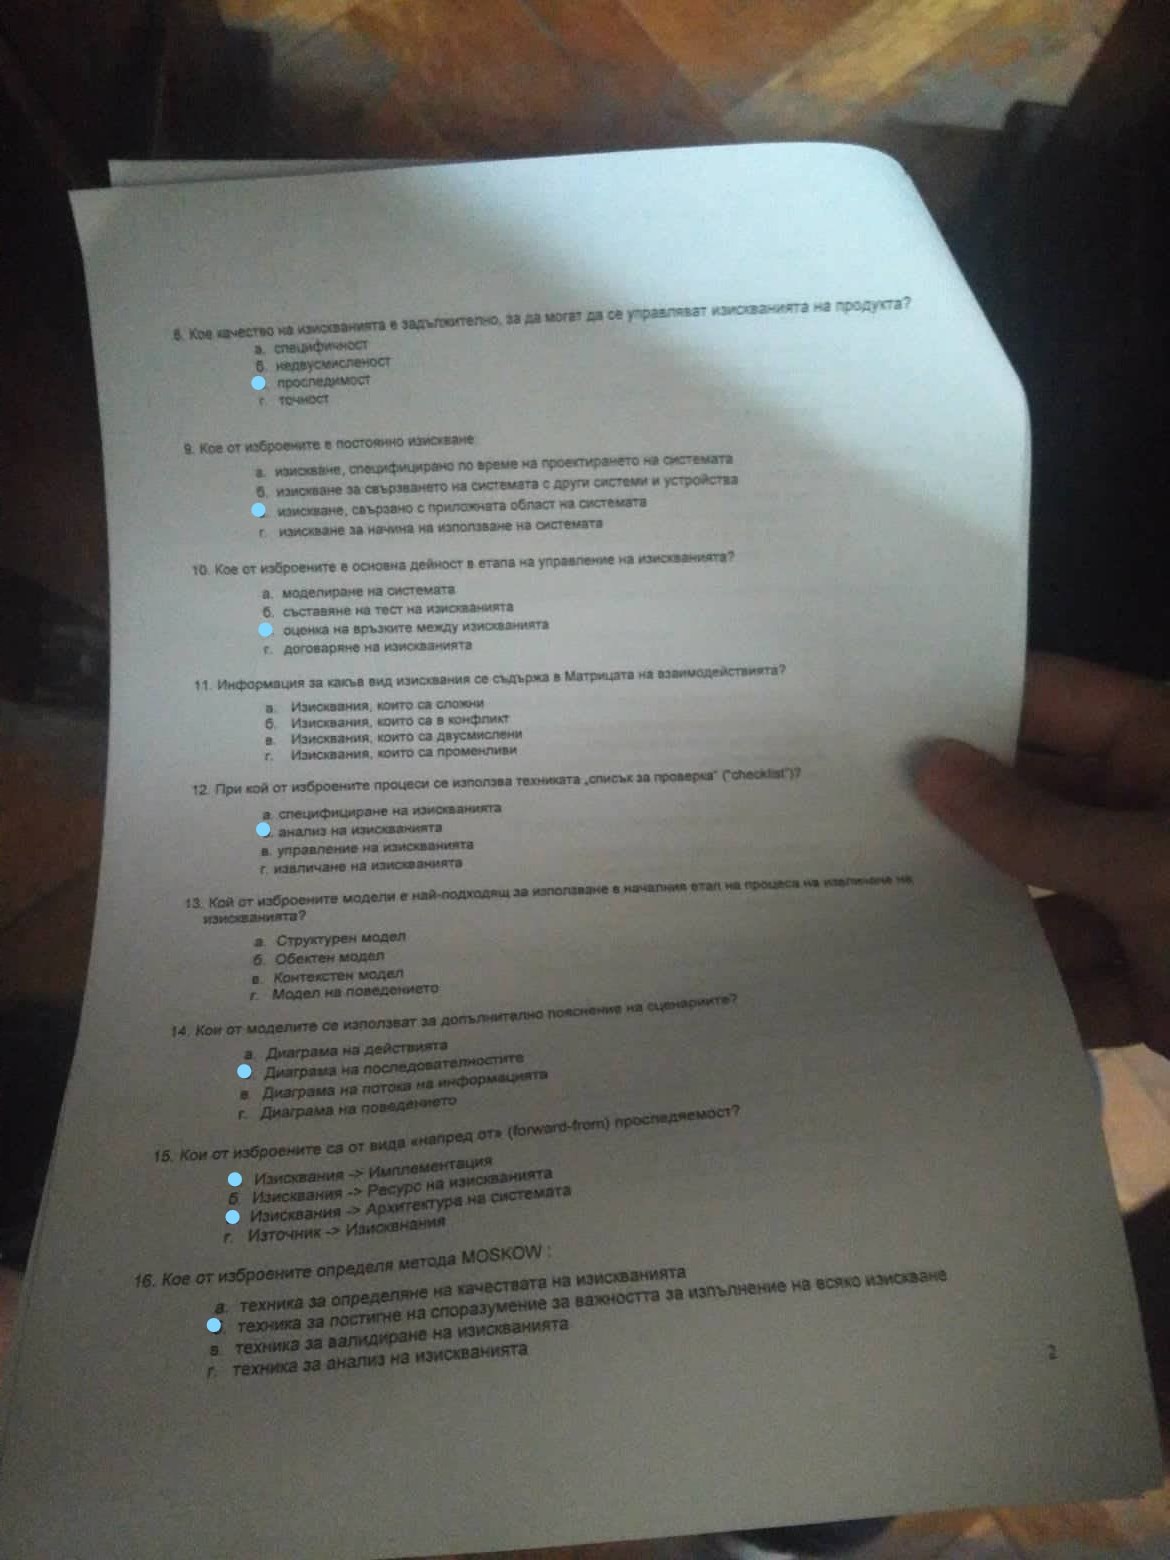 6. Кое качество на изискванията е задължително, за да могат да се управляват изискванията на продукта?
а. специфичност
б. недвусмисленост
проследимост
г. точност
9. Кое от изброените е постоянно изискване:
а. изискване, специфицирано по време на проектирането на системата
б. изискване за свързването на системата с други системи и устройства
изискване, свързано с приложната област на системата
г. изискване за начина на използване на системата
10. Кое от изброените е основна дейност в етапа на управление на изискванията?
а. моделиране на системата
б. съставяне на тест на изискванията
оценка на връзките между изискванията
г. договаряне на изискванията
11. Информация за какъв вид изисквания се съдържа в Матрицата на взаимодействията?
а. Изисквания, които са сложни
б. Изисквания, които са в конфликт
в. Изисквания, които са двусмислени
г. Изисквания, които са променливи
12. При кой от изброените процеси се използва техниката „списък за проверка“ ("checklist")?
а. специфициране на изискванията
анализ на изискванията
в. управление на изискванията
г. извличане на изискванията
13. Кой от изброените модели е най-подходящ за използване в началния етап на процеса на извличане на
изискванията?
а. Структурен модел
б. Обектен модел
в. Контекстен модел
г. Модел на поведението
14. Кои от моделите се използват за допълнително пояснение на сценариите?
а. Диаграма на действията
Диаграма на последователностите
в. Диаграма на потока на информацията
г. Диаграма на поведението
15. Кои от изброените са от вида «напред от» (forward-from) проследяемост?
Изисквания -> Имплементация
б. Изисквания -> Ресурс на изискванията
Изисквания -> Архитектура на системата
г. Източник -> Изисквнания
16. Кое от изброените определя метода MOSKOW :
а. техника за определяне на качествата на изискванията
техника за постигне на споразумение за важността за изпълнение на всяко изискване
в. техника за валидиране на изискванията
г. техника за анализ на изискванията
2